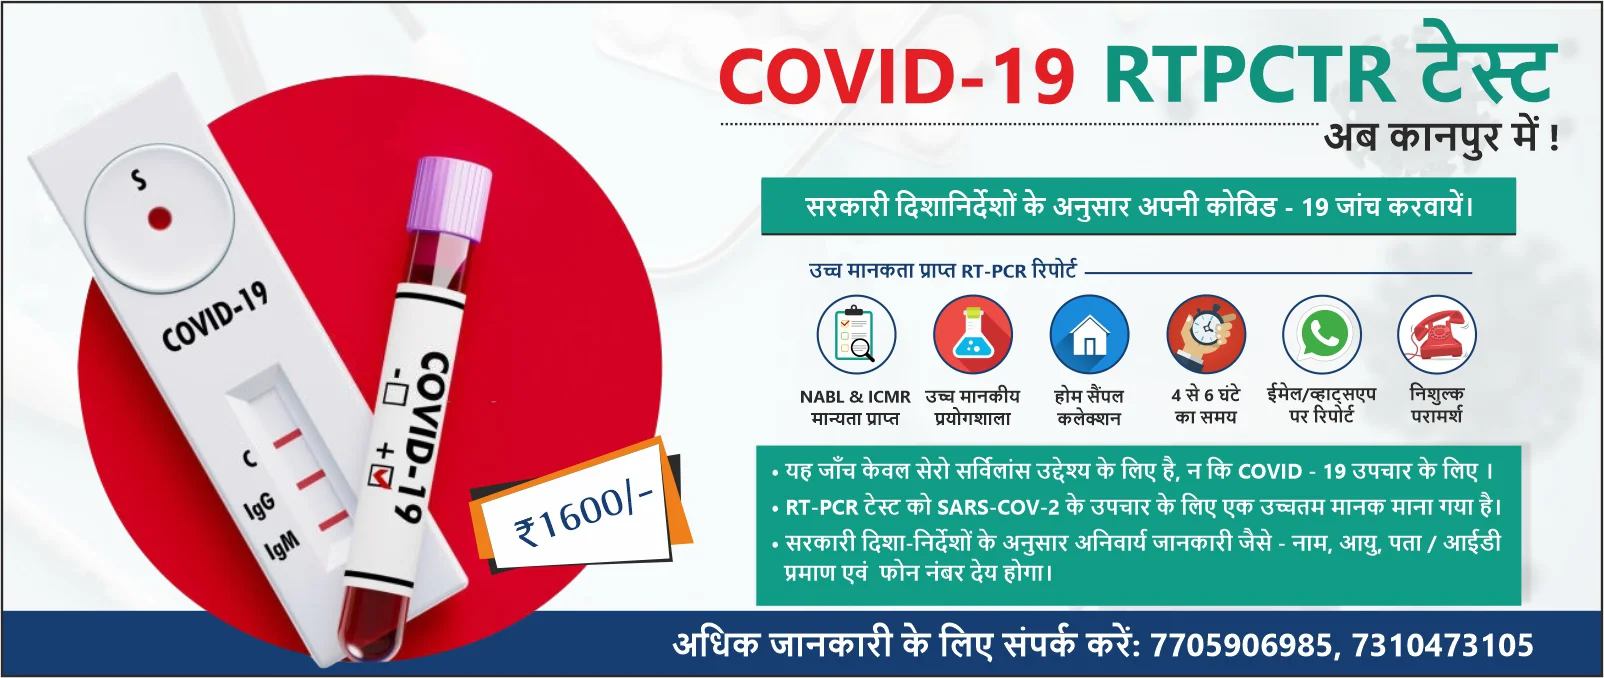 COVID-19 RTPCTR टेस्ट
अब कानपुर में !
सरकारी दिशानिर्देशों के अनुसार अपनी कोविड - 19 जांच करवायें।
उच्च मानकता प्राप्त RT-PCR रिपोर्ट
NABL & ICMR
मान्यता प्राप्त
उच्च मानकीय
प्रयोगशाला
होम सैंपल
कलेक्शन
4 से 6 घंटे
का समय
ईमेल/व्हाट्सएप
पर रिपोर्ट
निशुल्क
परामर्श
• यह जाँच केवल सेरो सर्विलांस उद्देश्य के लिए है, न कि COVID - 19 उपचार के लिए ।
• RT-PCR टेस्ट को SARS-COV-2 के उपचार के लिए एक उच्चतम मानक माना गया है।
• सरकारी दिशा-निर्देशों के अनुसार अनिवार्य जानकारी जैसे - नाम, आयु, पता / आईडी
प्रमाण एवं फोन नंबर देय होगा।
S
COVID-19
C
IgG
IgM
COVID-19
- +
₹1600/-
अधिक जानकारी के लिए संपर्क करें: 7705906985, 7310473105